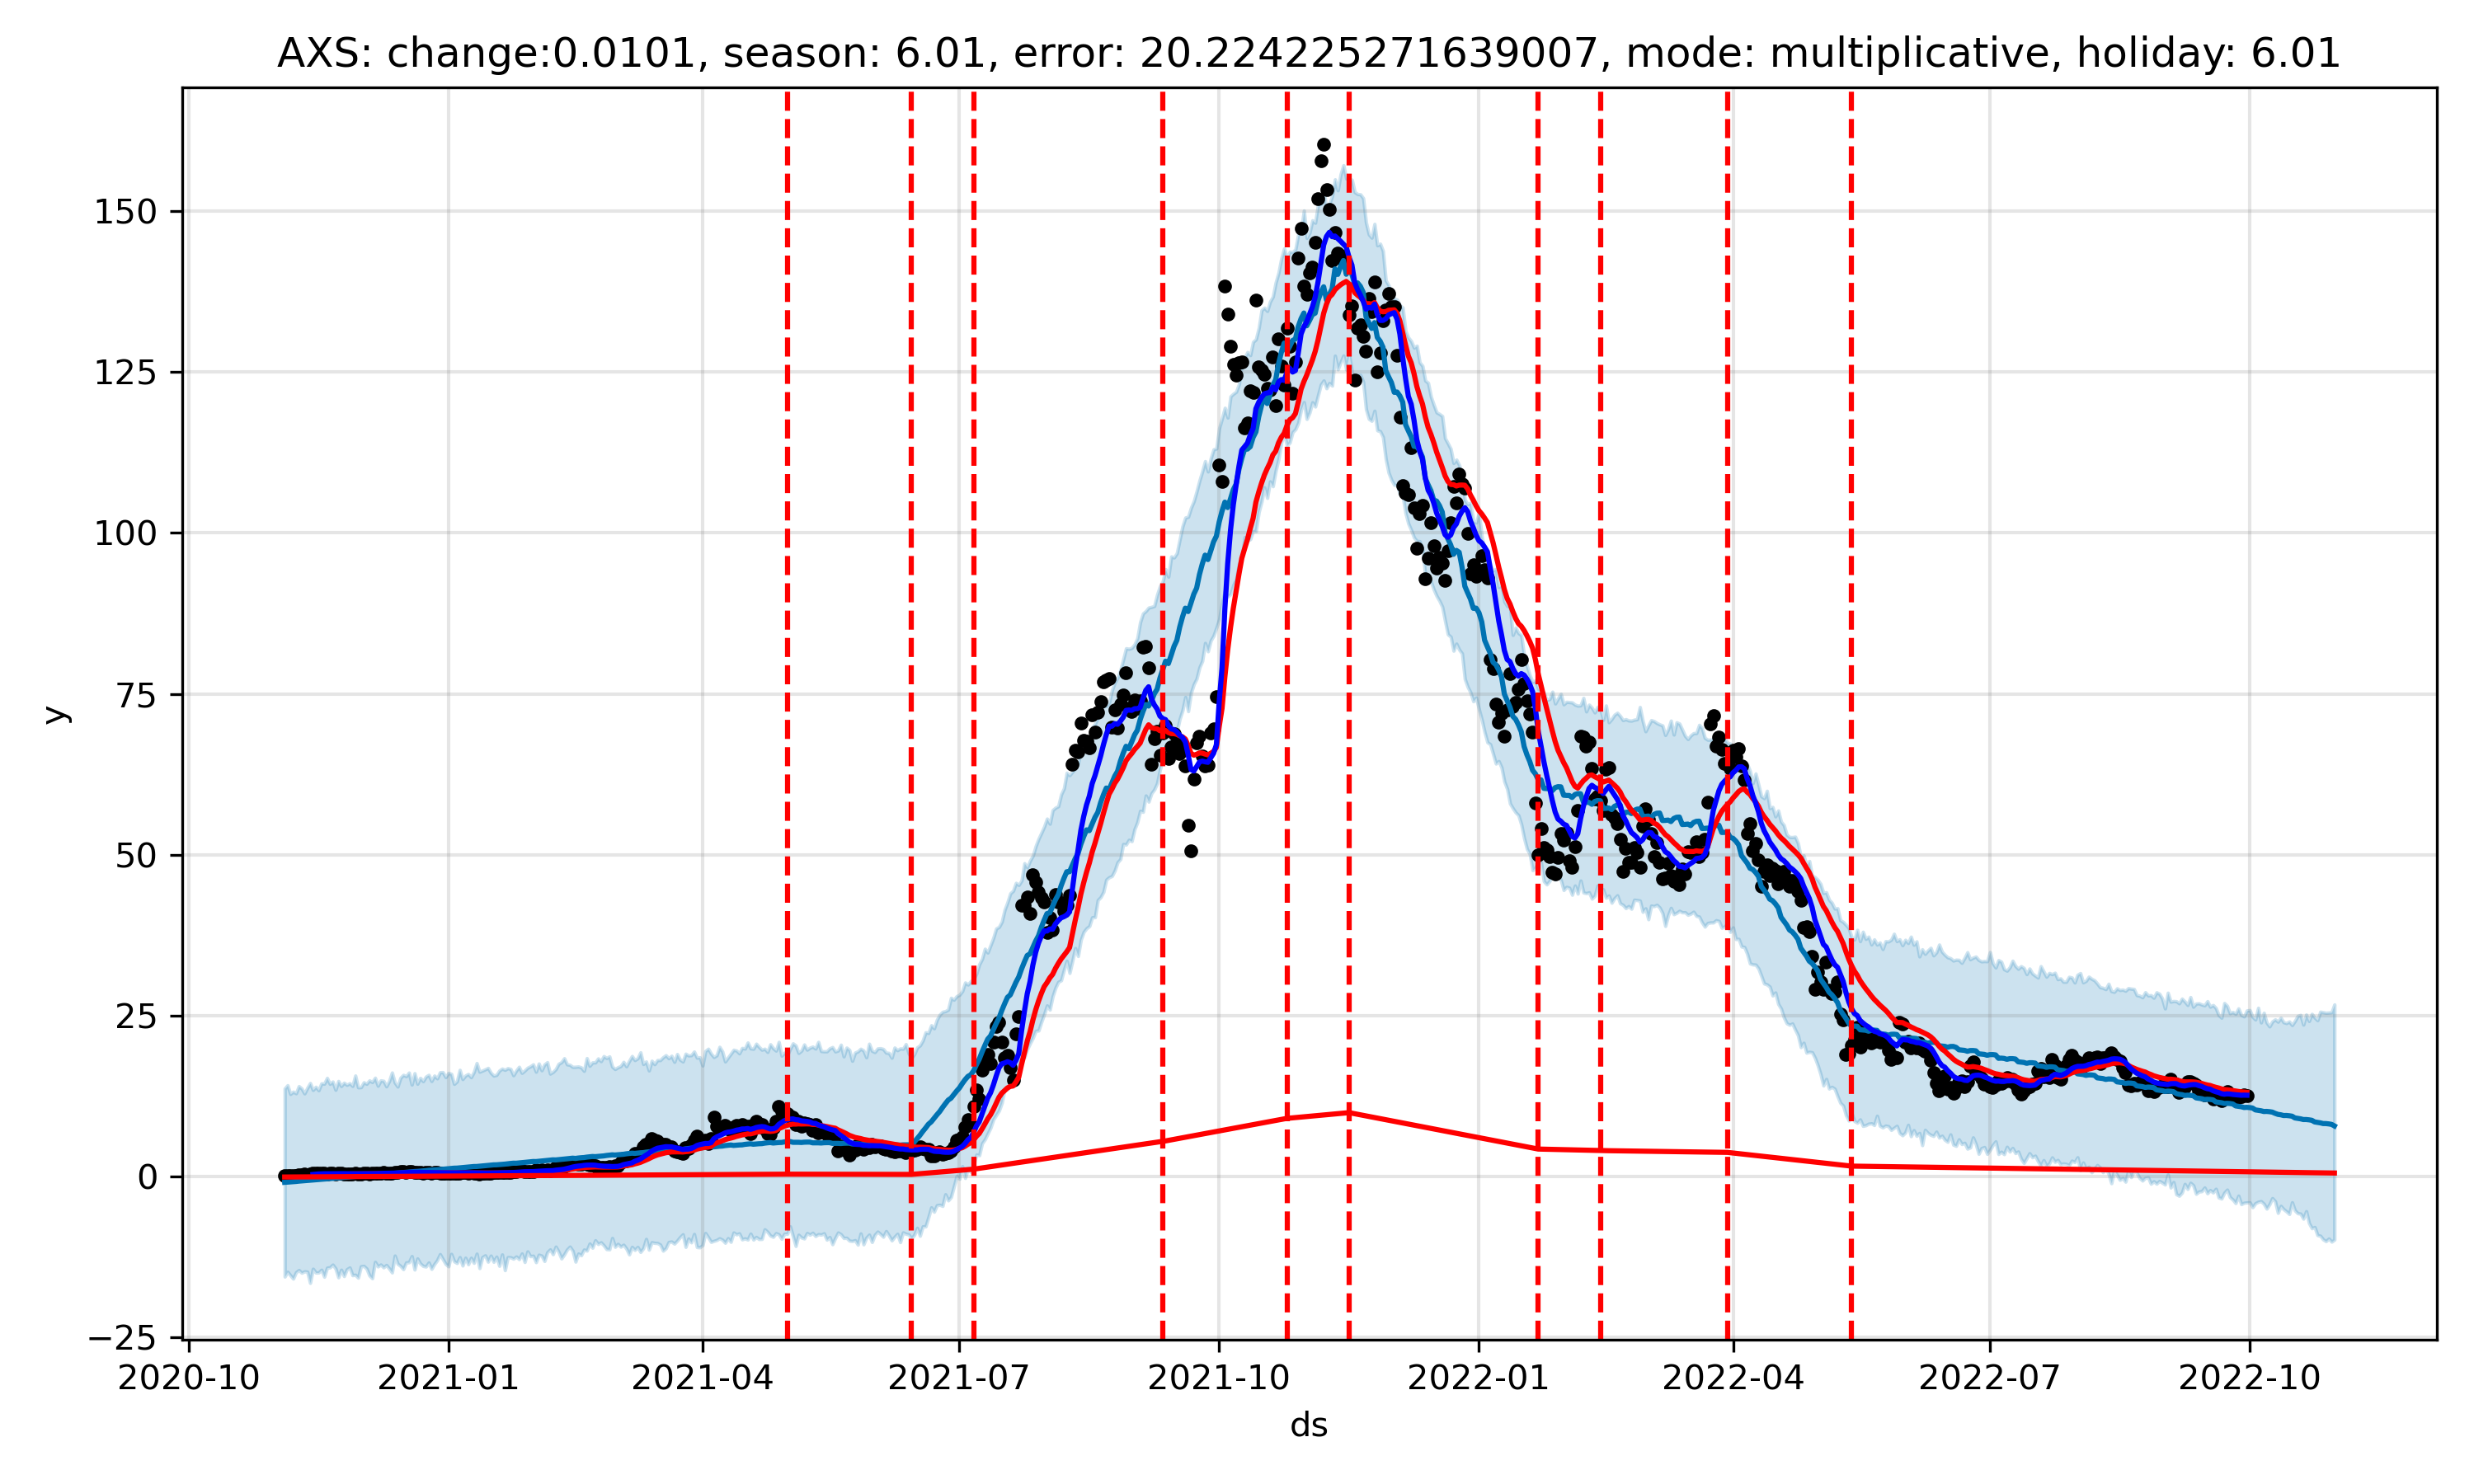 AXS: change:0.0101, season: 6.01, error: 20.224225271639007, mode: multiplicative, holiday: 6.01
150
125
100
75
50
25
0
−25
y
2020-10 2021-01 2021-04 2021-07 2021-10 2022-01 2022-04 2022-07 2022-10
ds